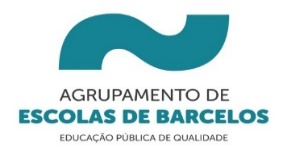 AGRUPAMENTO DE
ESCOLAS DE BARCELOS
EDUCAÇÃO PÚBLICA DE QUALIDADE